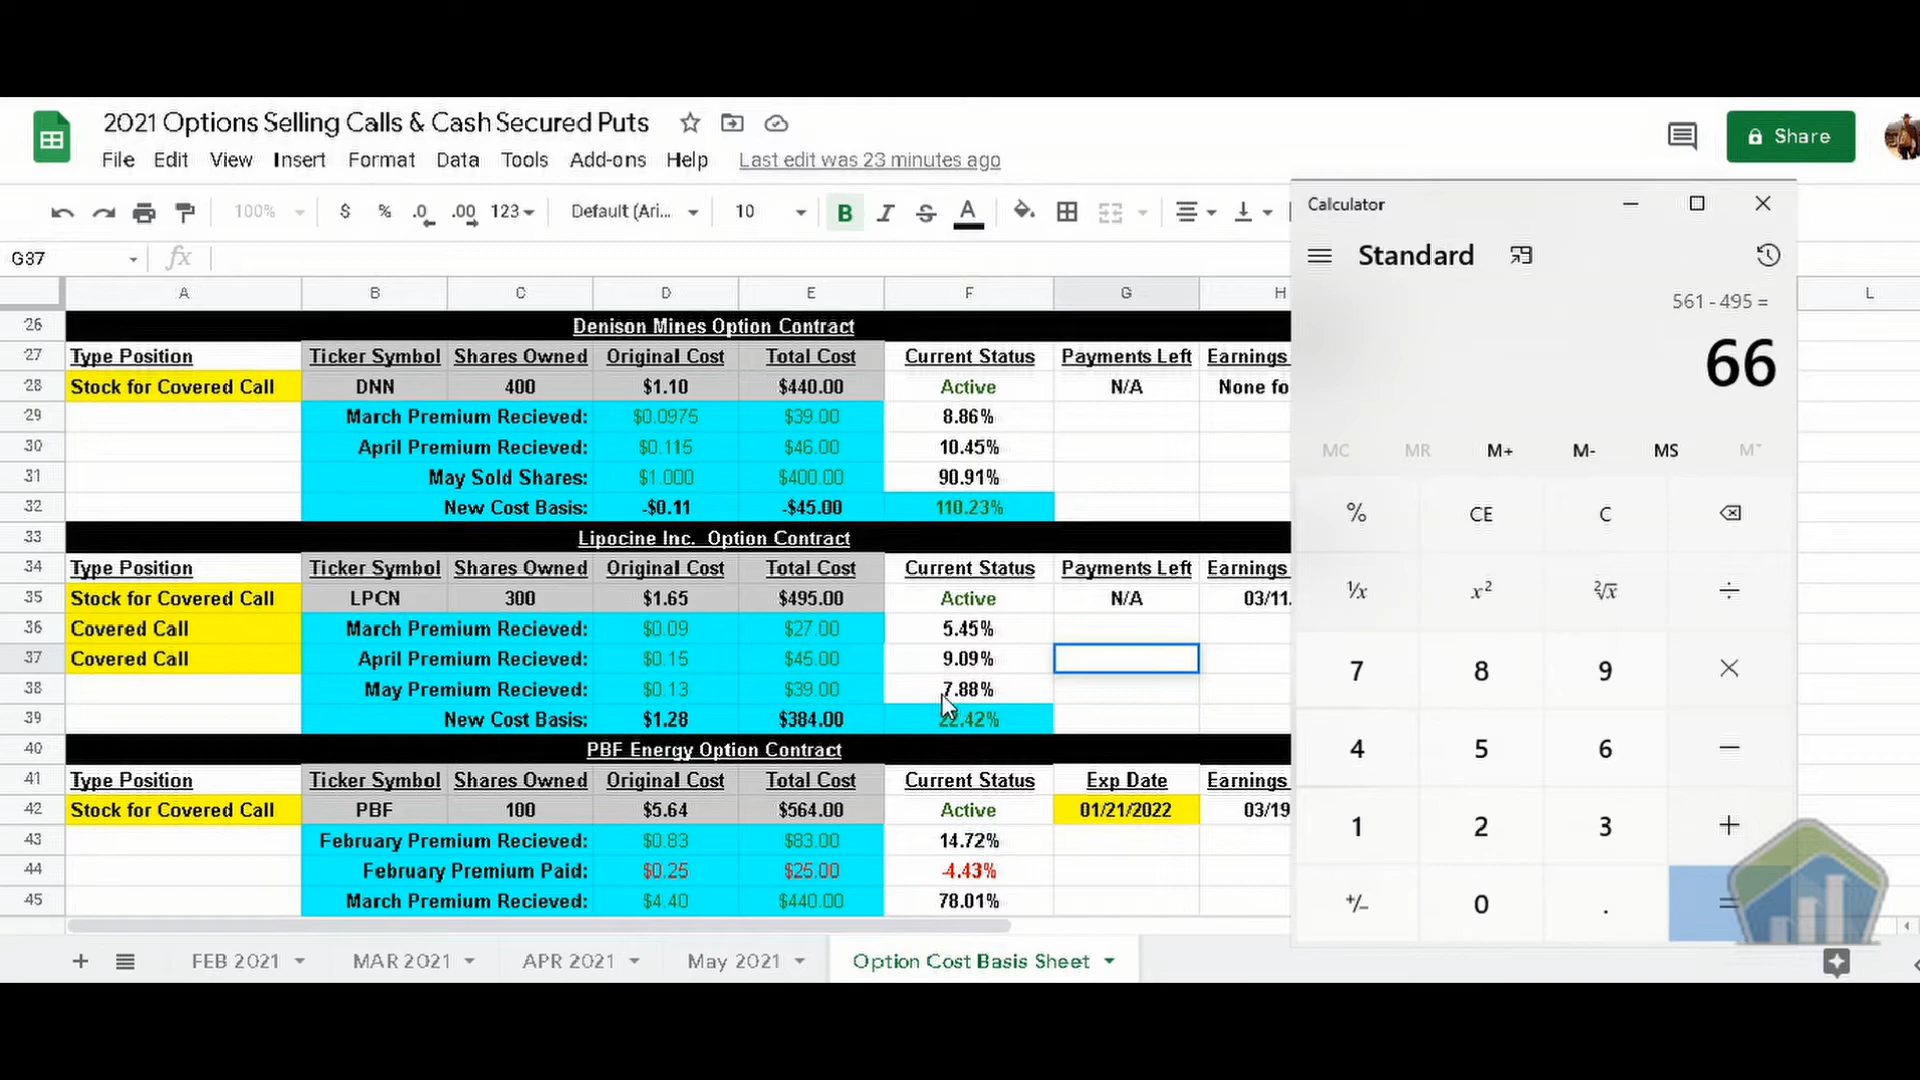 2021 Options Selling Calls & Cash Secured Puts
File Edit View Insert Format Data Tools Add-ons Help Last edit was 23 minutes ago
Share
100% $ % .0 .00 123 Default (Ari... 10 B I S A
G37 fx
A B C D E F G H L
26 Denison Mines Option Contract
27 Type Position Ticker Symbol Shares Owned Original Cost Total Cost Current Status Payments Left Earnings
28 Stock for Covered Call DNN 400 $1.10 $440.00 Active N/A None fo
29 March Premium Recieved: $0.0975 $39.00 8.86%
30 April Premium Recieved: $0.115 $46.00 10.45%
31 May Sold Shares: $1.000 $400.00 90.91%
32 New Cost Basis: -$0.11 -$45.00 110.23%
33 Lipocine Inc. Option Contract
34 Type Position Ticker Symbol Shares Owned Original Cost Total Cost Current Status Payments Left Earnings
35 Stock for Covered Call LPCN 300 $1.65 $495.00 Active N/A 03/11
36 Covered Call March Premium Recieved: $0.09 $27.00 5.45%
37 Covered Call April Premium Recieved: $0.15 $45.00 9.09%
38 May Premium Recieved: $0.13 $39.00 7.88%
39 New Cost Basis: $1.28 $384.00 22.42%
40 PBF Energy Option Contract
41 Type Position Ticker Symbol Shares Owned Original Cost Total Cost Current Status Exp Date Earnings
42 Stock for Covered Call PBF 100 $5.64 $564.00 Active 01/21/2022 03/19
43 February Premium Recieved: $0.83 $83.00 14.72%
44 February Premium Paid: $0.25 $25.00 -4.43%
45 March Premium Recieved: $4.40 $440.00 78.01%
FEB 2021 MAR 2021 APR 2021 May 2021 Option Cost Basis Sheet
Calculator
Standard
561 - 495 =
66
MC MR M+ M- MS M˅
% CE C
⅟x x² ²√x ÷
7 8 9 ×
4 5 6 −
1 2 3 +
+/− 0 . =